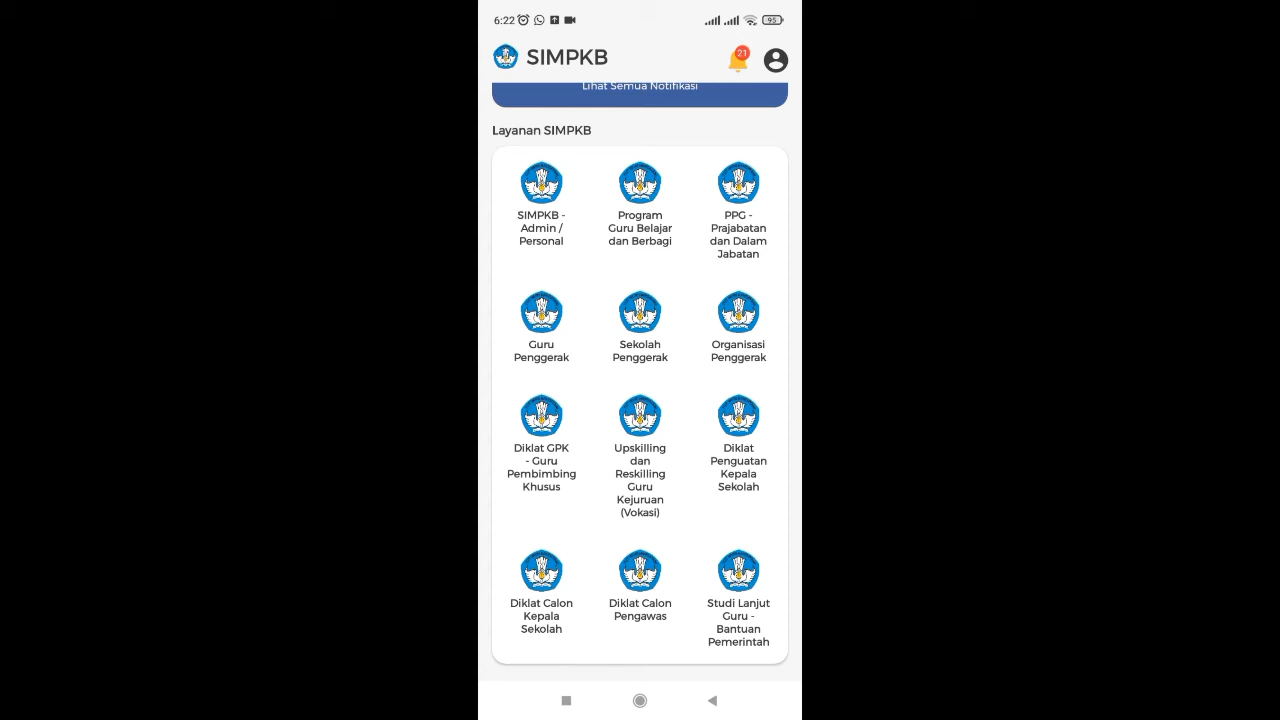 6:22
95
SIMPKB
21
Lihat Semua Notifikasi
Layanan SIMPKB
SIMPKB -
Admin /
Personal
Program
Guru Belajar
dan Berbagi
PPG -
Prajabatan
dan Dalam
Jabatan
Guru
Penggerak
Sekolah
Penggerak
Organisasi
Penggerak
Diklat GPK
- Guru
Pembimbing
Khusus
Upskilling
dan
Reskilling
Guru
Kejuruan
(Vokasi)
Diklat
Penguatan
Kepala
Sekolah
Diklat Calon
Kepala
Sekolah
Diklat Calon
Pengawas
Studi Lanjut
Guru -
Bantuan
Pemerintah